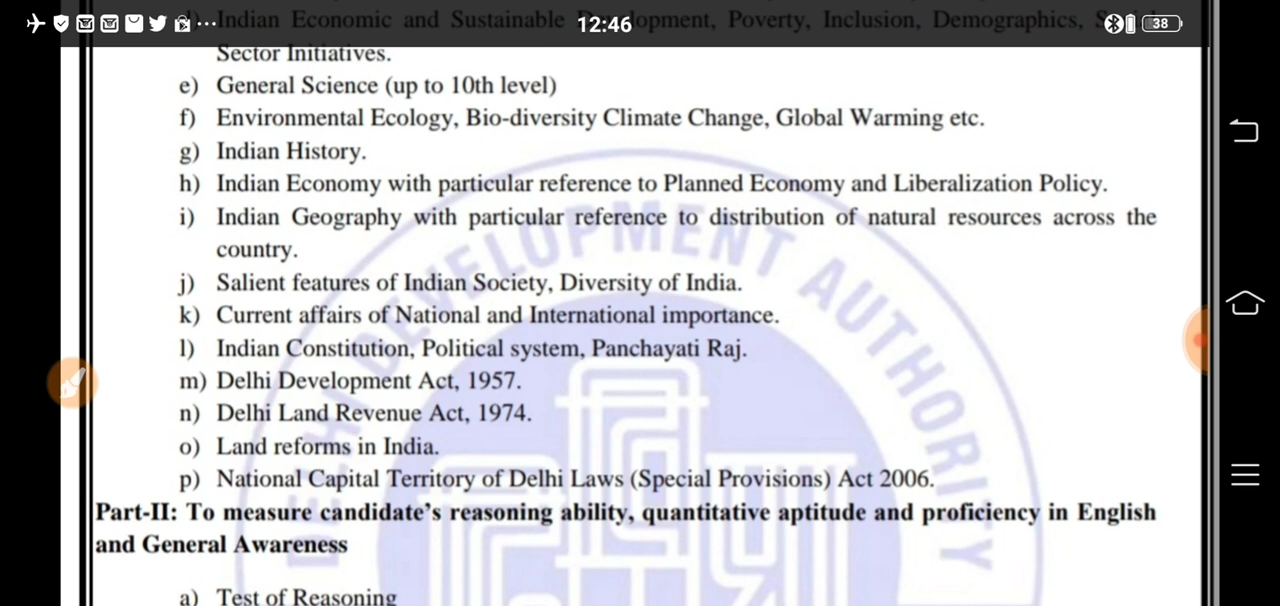 12:46
38
d) Indian Economic and Sustainable Development, Poverty, Inclusion, Demographics, Social
Sector Initiatives.
e) General Science (up to 10th level)
f) Environmental Ecology, Bio-diversity Climate Change, Global Warming etc.
g) Indian History.
h) Indian Economy with particular reference to Planned Economy and Liberalization Policy.
i) Indian Geography with particular reference to distribution of natural resources across the
country.
j) Salient features of Indian Society, Diversity of India.
k) Current affairs of National and International importance.
l) Indian Constitution, Political system, Panchayati Raj.
m) Delhi Development Act, 1957.
n) Delhi Land Revenue Act, 1974.
o) Land reforms in India.
p) National Capital Territory of Delhi Laws (Special Provisions) Act 2006.
Part-II: To measure candidate’s reasoning ability, quantitative aptitude and proficiency in English
and General Awareness
a) Test of Reasoning
DELHI DEVELOPMENT AUTHORITY